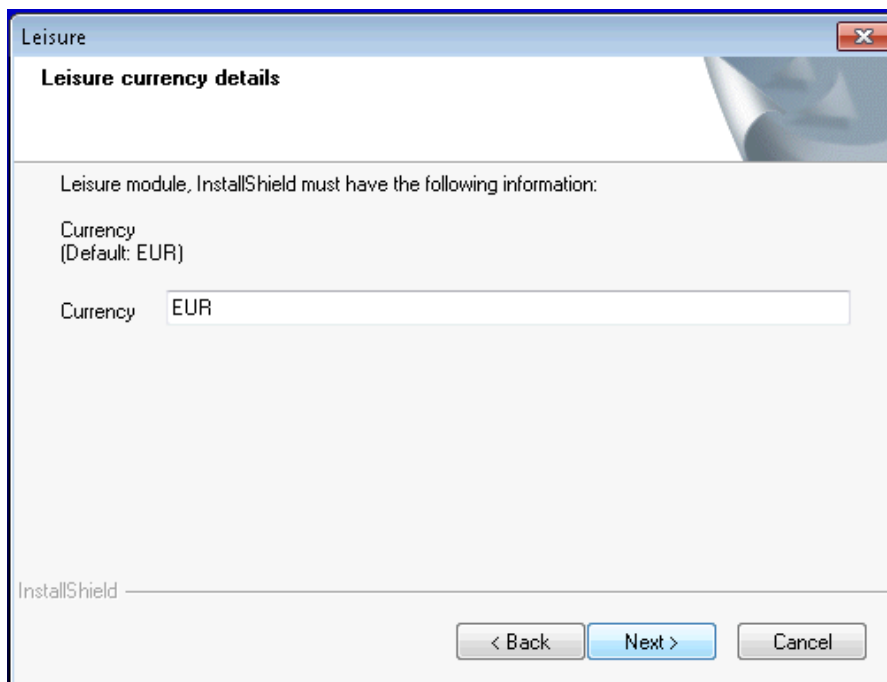 Leisure
Leisure currency details
Leisure module, InstallShield must have the following information:
Currency
(Default: EUR)
Currency EUR
InstallShield
< Back Next > Cancel